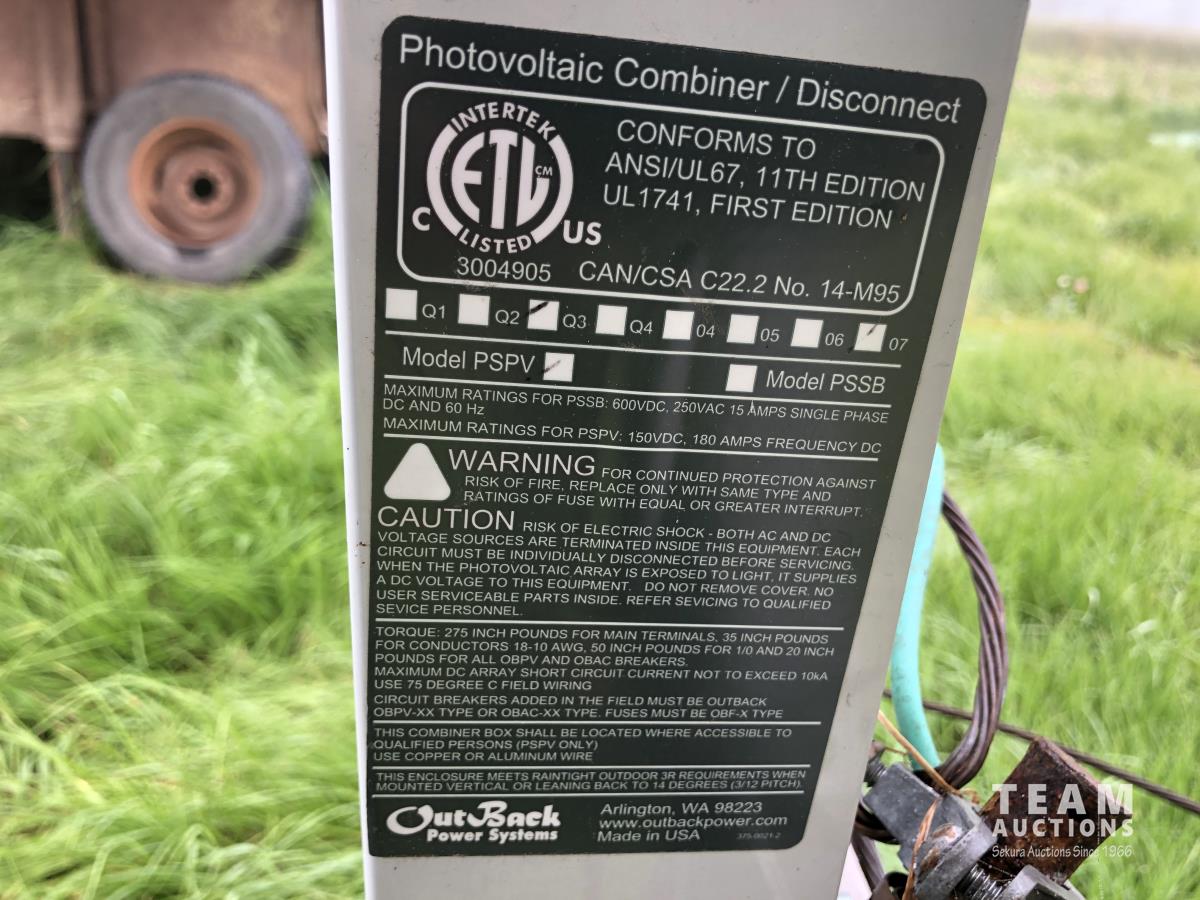 Photovoltaic Combiner / Disconnect
INTERTEK
ETL CM
LISTED
C US
3004905
CONFORMS TO
ANSI/UL67, 11TH EDITION
UL1741, FIRST EDITION
CAN/CSA C22.2 No. 14-M95
Q1 Q2 Q3 Q4 04 05 06 07
Model PSPV Model PSSB
MAXIMUM RATINGS FOR PSSB: 600VDC, 250VAC 15 AMPS SINGLE PHASE
DC AND 60 Hz
MAXIMUM RATINGS FOR PSPV: 150VDC, 180 AMPS FREQUENCY DC
WARNING FOR CONTINUED PROTECTION AGAINST
RISK OF FIRE, REPLACE ONLY WITH SAME TYPE AND
RATINGS OF FUSE WITH EQUAL OR GREATER INTERRUPT.
CAUTION RISK OF ELECTRIC SHOCK - BOTH AC AND DC
VOLTAGE SOURCES ARE TERMINATED INSIDE THIS EQUIPMENT. EACH
CIRCUIT MUST BE INDIVIDUALLY DISCONNECTED BEFORE SERVICING.
WHEN THE PHOTOVOLTAIC ARRAY IS EXPOSED TO LIGHT, IT SUPPLIES
A DC VOLTAGE TO THIS EQUIPMENT. DO NOT REMOVE COVER. NO
USER SERVICEABLE PARTS INSIDE. REFER SEVICING TO QUALIFIED
SEVICE PERSONNEL.
TORQUE: 275 INCH POUNDS FOR MAIN TERMINALS, 35 INCH POUNDS
FOR CONDUCTORS 18-10 AWG, 50 INCH POUNDS FOR 1/0 AND 20 INCH
POUNDS FOR ALL OBPV AND OBAC BREAKERS.
MAXIMUM DC ARRAY SHORT CIRCUIT CURRENT NOT TO EXCEED 10kA
USE 75 DEGREE C FIELD WIRING
CIRCUIT BREAKERS ADDED IN THE FIELD MUST BE OUTBACK
OBPV-XX TYPE OR OBAC-XX TYPE. FUSES MUST BE OBF-X TYPE
THIS COMBINER BOX SHALL BE LOCATED WHERE ACCESSIBLE TO
QUALIFIED PERSONS (PSPV ONLY)
USE COPPER OR ALUMINUM WIRE
THIS ENCLOSURE MEETS RAINTIGHT OUTDOOR 3R REQUIREMENTS WHEN
MOUNTED VERTICAL OR LEANING BACK TO 14 DEGREES (3/12 PITCH).
OutBack
Power Systems
Arlington, WA 98223
www.outbackpower.com
Made in USA 375-0021-2
TEAM
AUCTIONS
Sekura Auctions Since 1966